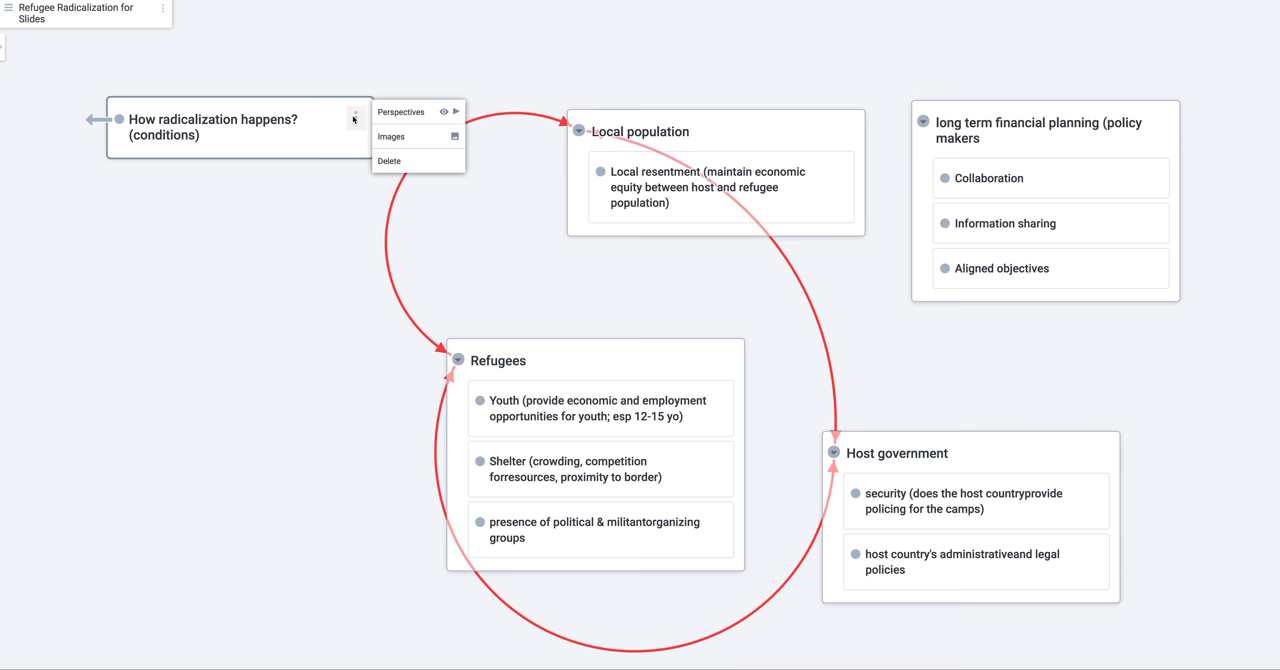 Refugee Radicalization for
Slides
How radicalization happens?
(conditions)
Perspectives
Images
Delete
Local population
Local resentment (maintain economic
equity between host and refugee
population)
long term financial planning (policy
makers
Collaboration
Information sharing
Aligned objectives
Refugees
Youth (provide economic and employment
opportunities for youth; esp 12-15 yo)
Shelter (crowding, competition
forresources, proximity to border)
presence of political & militantorganizing
groups
Host government
security (does the host countryprovide
policing for the camps)
host country's administrativeand legal
policies